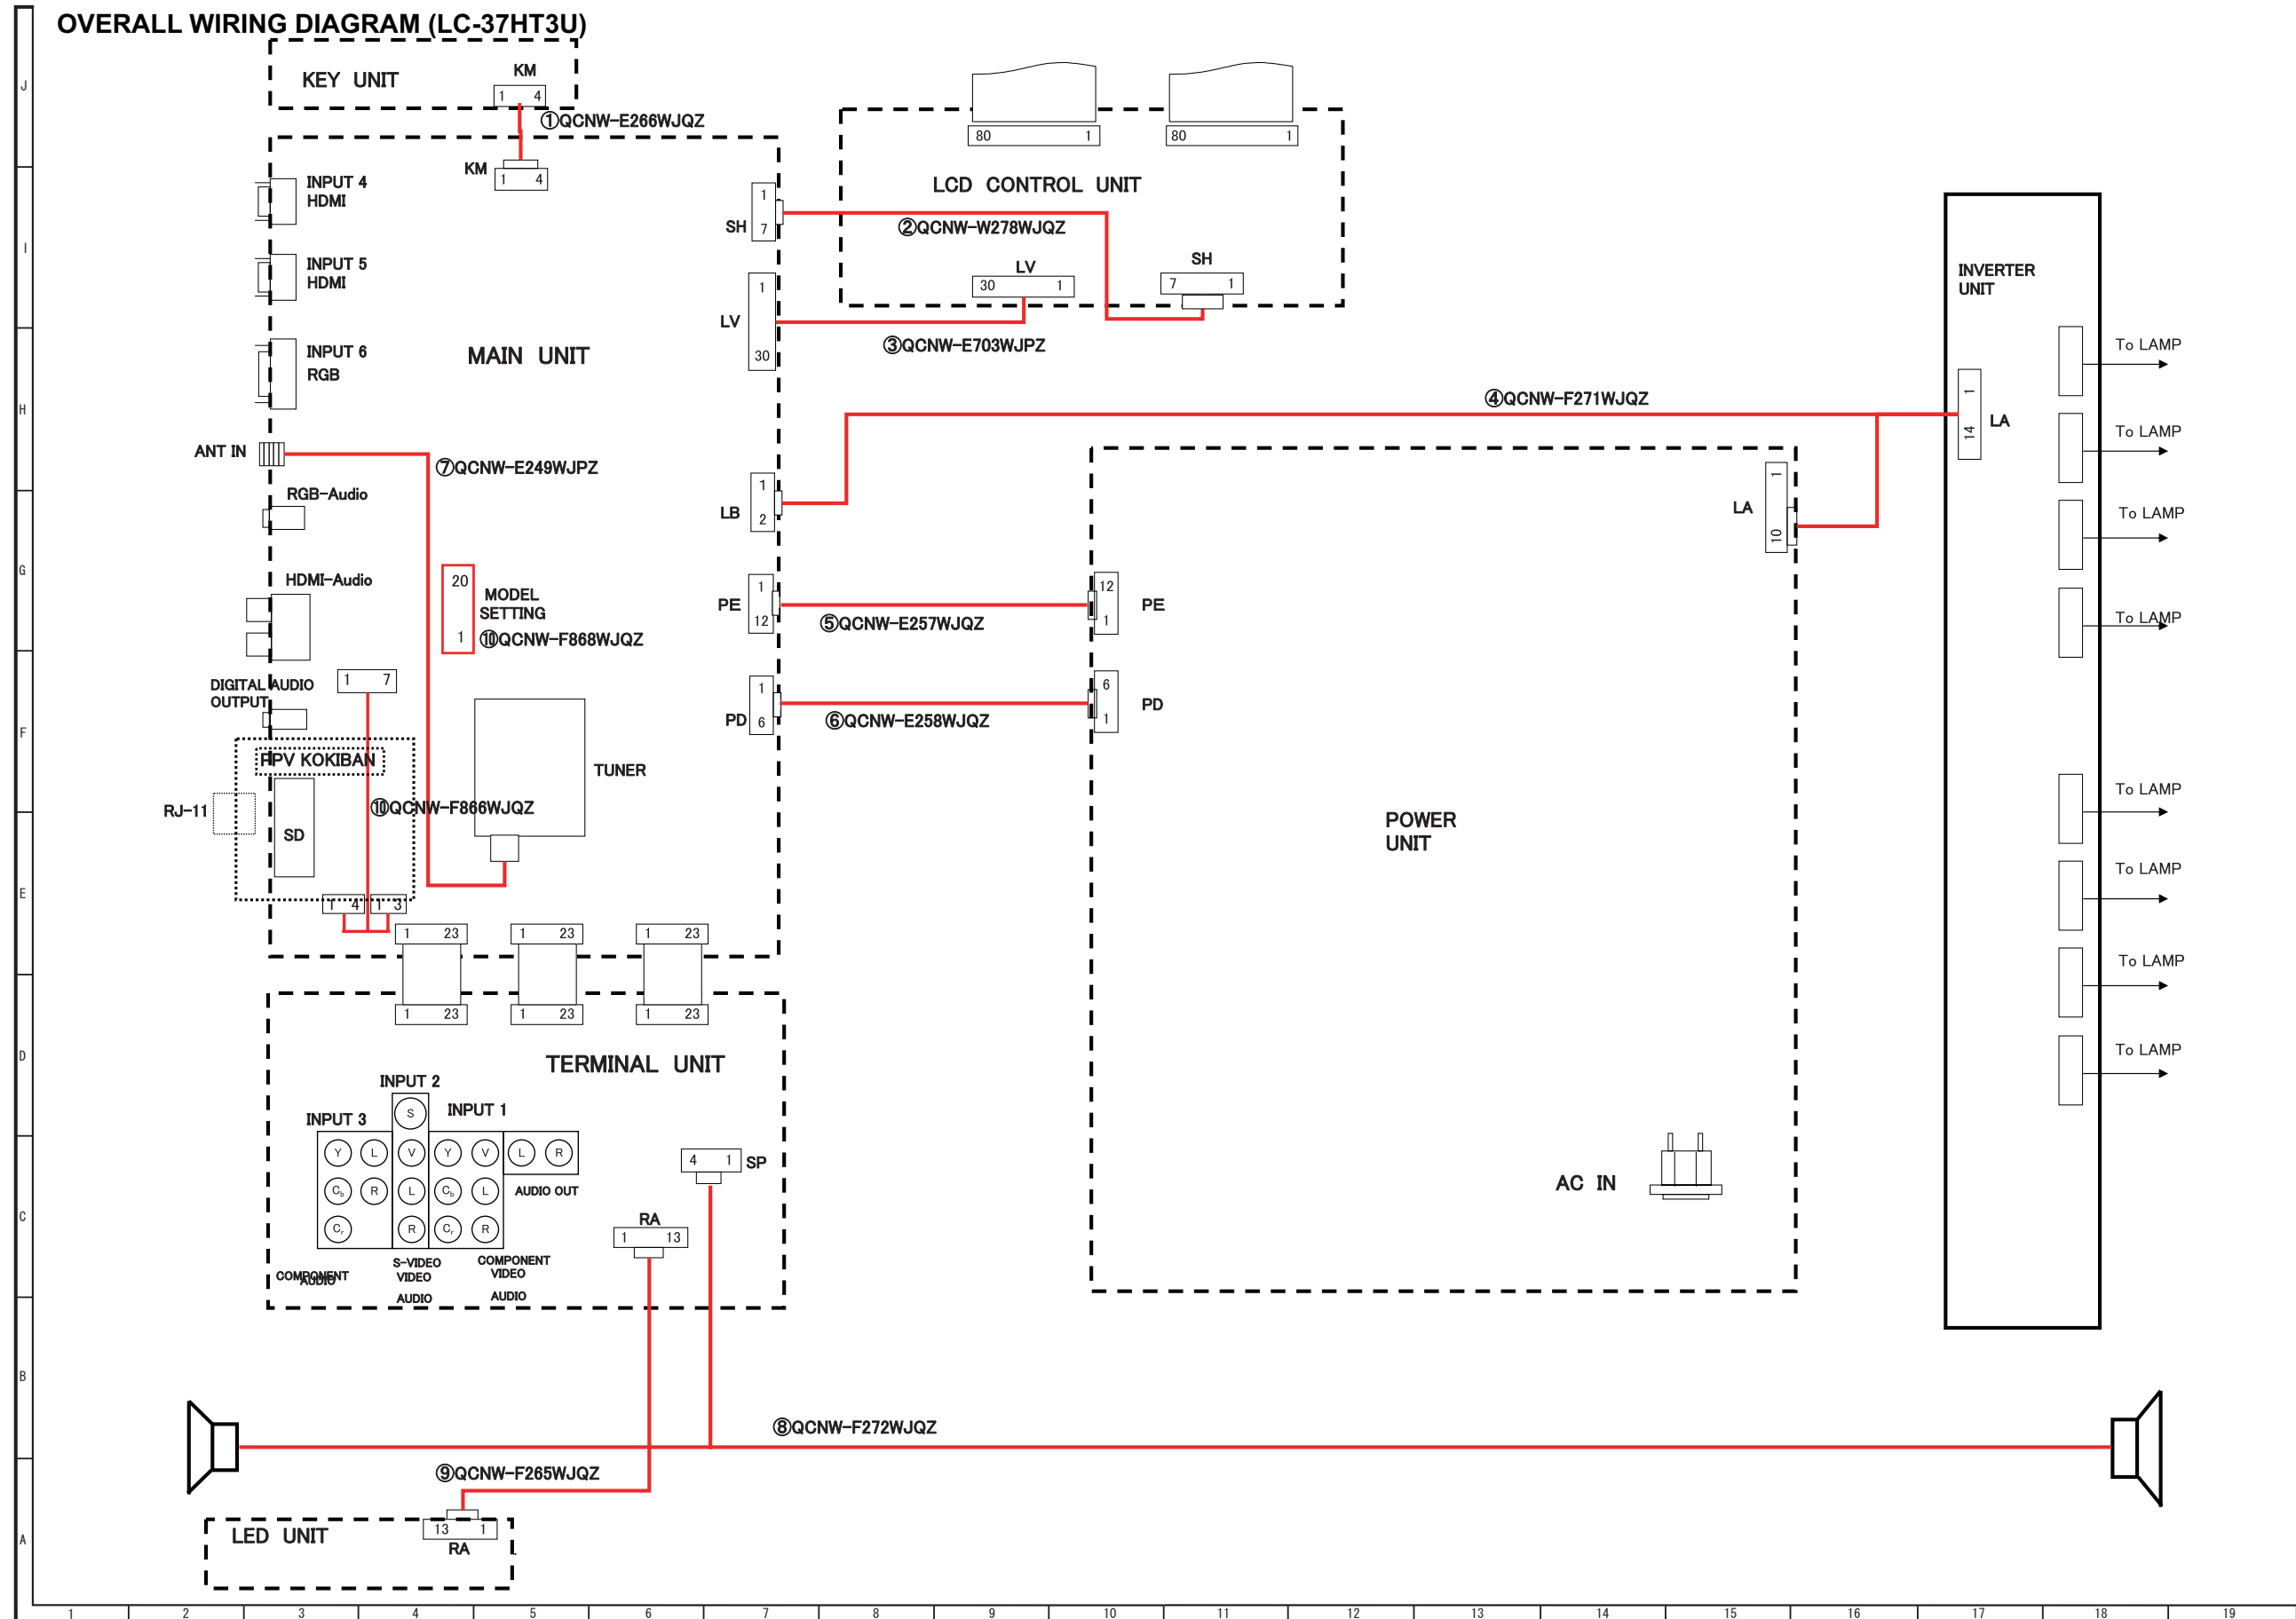 OVERALL WIRING DIAGRAM (LC-37HT3U)
KEY UNIT
KM
1 4
①QCNW-E266WJQZ
KM
1 4
INPUT 4
HDMI
INPUT 5
HDMI
INPUT 6
RGB
MAIN UNIT
ANT IN
⑦QCNW-E249WJPZ
RGB-Audio
HDMI-Audio
20
1
MODEL
SETTING
⑩QCNW-F868WJQZ
DIGITAL AUDIO
OUTPUT
1 7
PPV KOKIBAN
RJ-11
SD
⑩QCNW-F866WJQZ
TUNER
1 4
1 3
SH
1
7
LV
1
30
LB
1
2
PE
1
12
PD
1
6
80 1
80 1
LCD CONTROL UNIT
②QCNW-W278WJQZ
LV
30 1
SH
7 1
③QCNW-E703WJPZ
④QCNW-F271WJQZ
⑤QCNW-E257WJQZ
⑥QCNW-E258WJQZ
12
1
PE
6
1
PD
LA
1
10
POWER
UNIT
AC IN
INVERTER
UNIT
1
14
LA
To LAMP
To LAMP
To LAMP
To LAMP
To LAMP
To LAMP
To LAMP
To LAMP
1 23
1 23
1 23
1 23
1 23
1 23
TERMINAL UNIT
INPUT 2
INPUT 3
INPUT 1
S
Y L V Y V L R
Cb R L Cb L
AUDIO OUT
Cr R Cr R
COMPONENT
AUDIO
S-VIDEO
VIDEO
AUDIO
COMPONENT
VIDEO
AUDIO
4 1
SP
RA
1 13
⑧QCNW-F272WJQZ
⑨QCNW-F265WJQZ
LED UNIT
13 1
RA
J
I
H
G
F
E
D
C
B
A
1 2 3 4 5 6 7 8 9 10 11 12 13 14 15 16 17 18 19